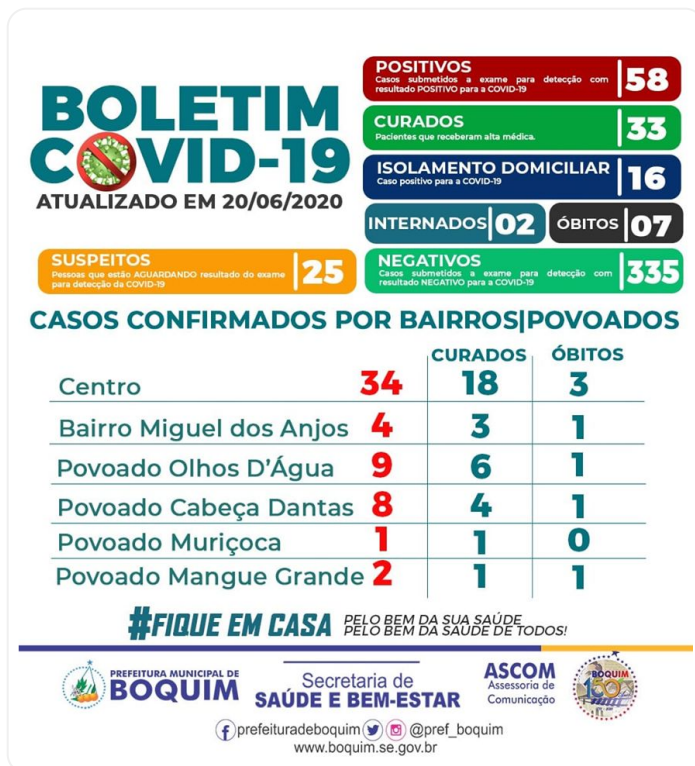 BOLETIM
COVID-19
ATUALIZADO EM 20/06/2020
POSITIVOS
Casos submetidos a exame para detecção com
resultado POSITIVO para a COVID-19
58
CURADOS
Pacientes que receberam alta médica.
33
ISOLAMENTO DOMICILIAR
Caso positivo para a COVID-19
16
INTERNADOS 02
ÓBITOS 07
SUSPEITOS
Pessoas que estão AGUARDANDO resultado do exame
para detecção da COVID-19
25
NEGATIVOS
Casos submetidos a exame para detecção com
resultado NEGATIVO para a COVID-19
335
CASOS CONFIRMADOS POR BAIRROS|POVOADOS
CURADOS ÓBITOS
Centro 34 18 3
Bairro Miguel dos Anjos 4 3 1
Povoado Olhos D'Água 9 6 1
Povoado Cabeça Dantas 8 4 1
Povoado Muriçoca 1 1 0
Povoado Mangue Grande 2 1 1
#FIQUE EM CASA
PELO BEM DA SUA SAÚDE
PELO BEM DA SAÚDE DE TODOS!
PREFEITURA MUNICIPAL DE
BOQUIM
Secretaria de
SAÚDE E BEM-ESTAR
ASCOM
Assessoria de
Comunicação
BOQUIM
150
prefeituradeboquim @pref_boquim
www.boquim.se.gov.br